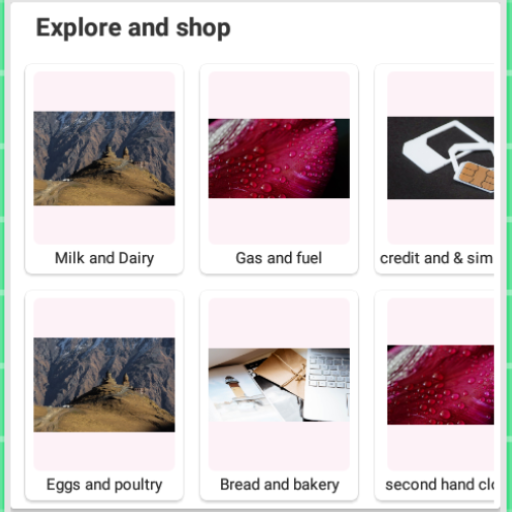 Explore and shop
Milk and Dairy
Gas and fuel
credit and & sim
Eggs and poultry
Bread and bakery
second hand clo